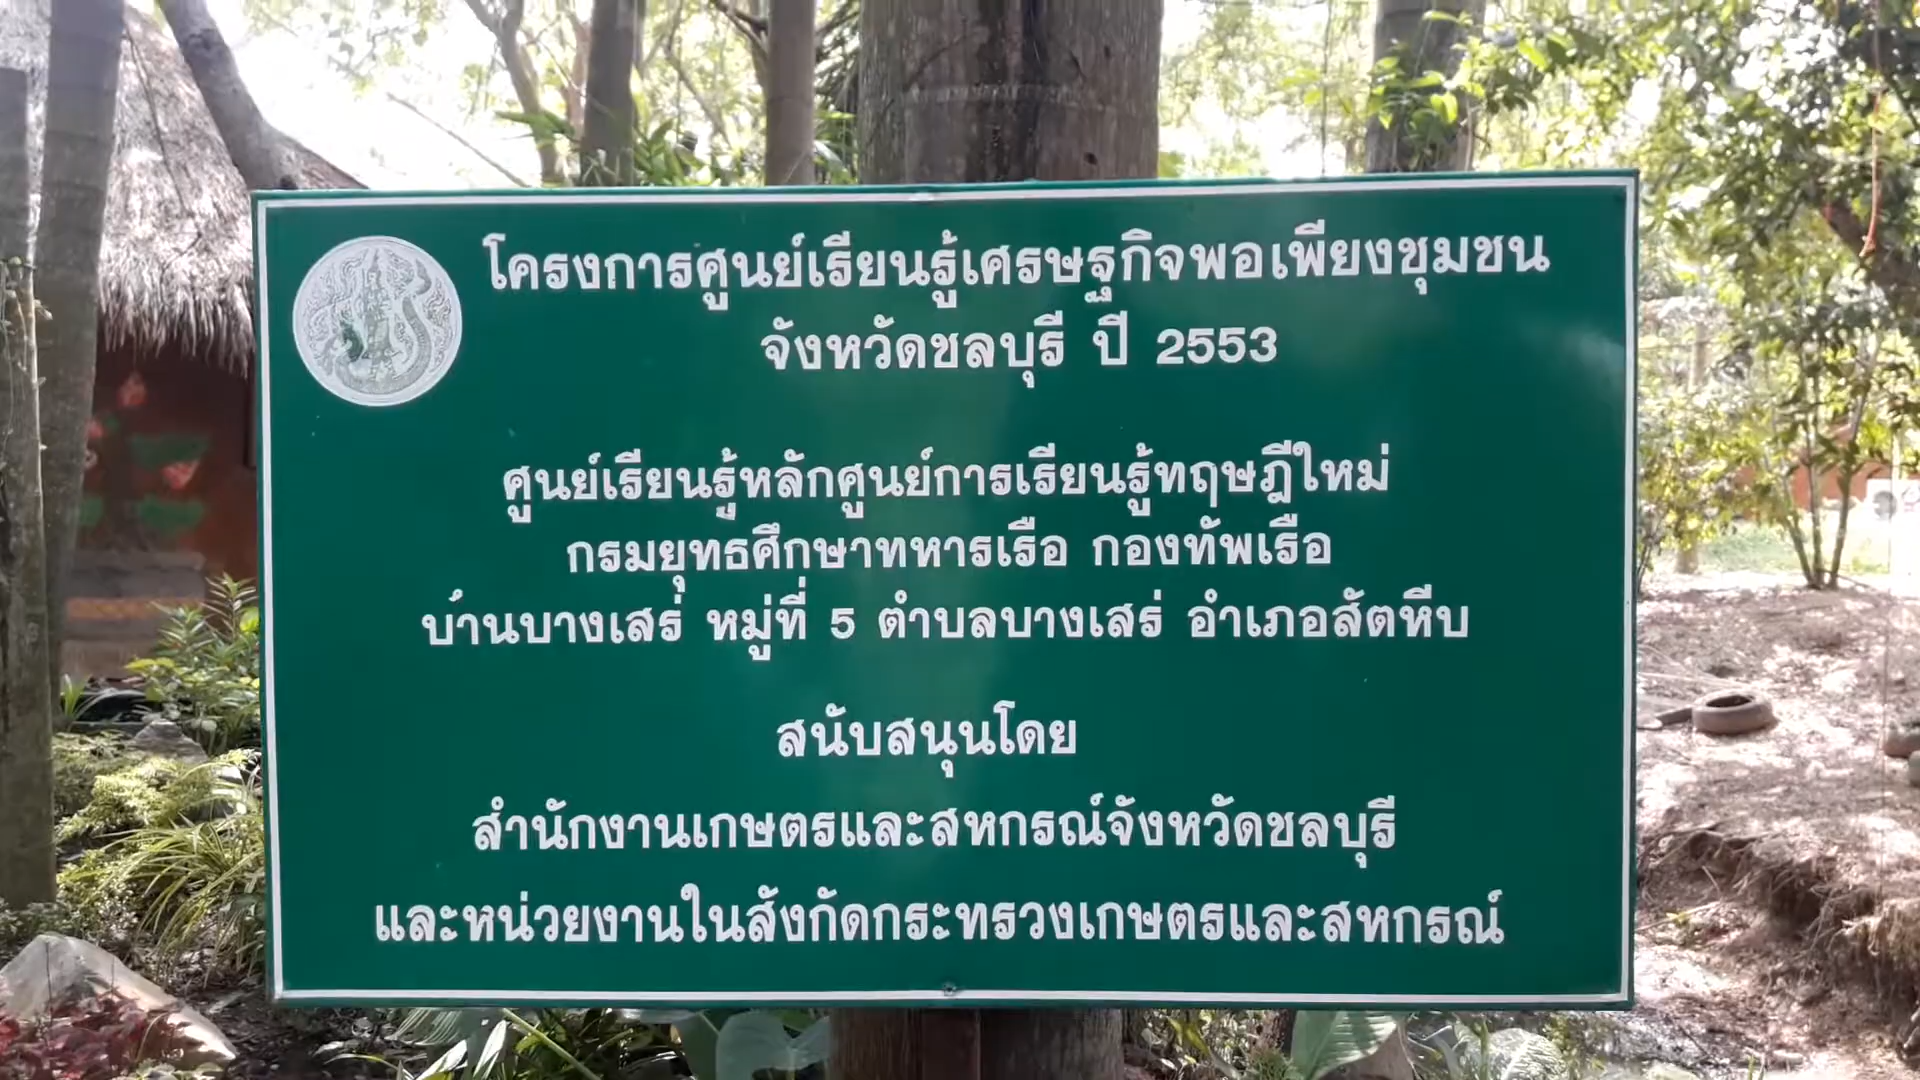 โครงการศูนย์เรียนรู้เศรษฐกิจพอเพียงชุมชน
จังหวัดชลบุรี ปี 2553
ศูนย์เรียนรู้หลักศูนย์การเรียนรู้ทฤษฎีใหม่
กรมยุทธศึกษาทหารเรือ กองทัพเรือ
บ้านบางเสร่ หมู่ที่ 5 ตำบลบางเสร่ อำเภอสัตหีบ
สนับสนุนโดย
สำนักงานเกษตรและสหกรณ์จังหวัดชลบุรี
และหน่วยงานในสังกัดกระทรวงเกษตรและสหกรณ์